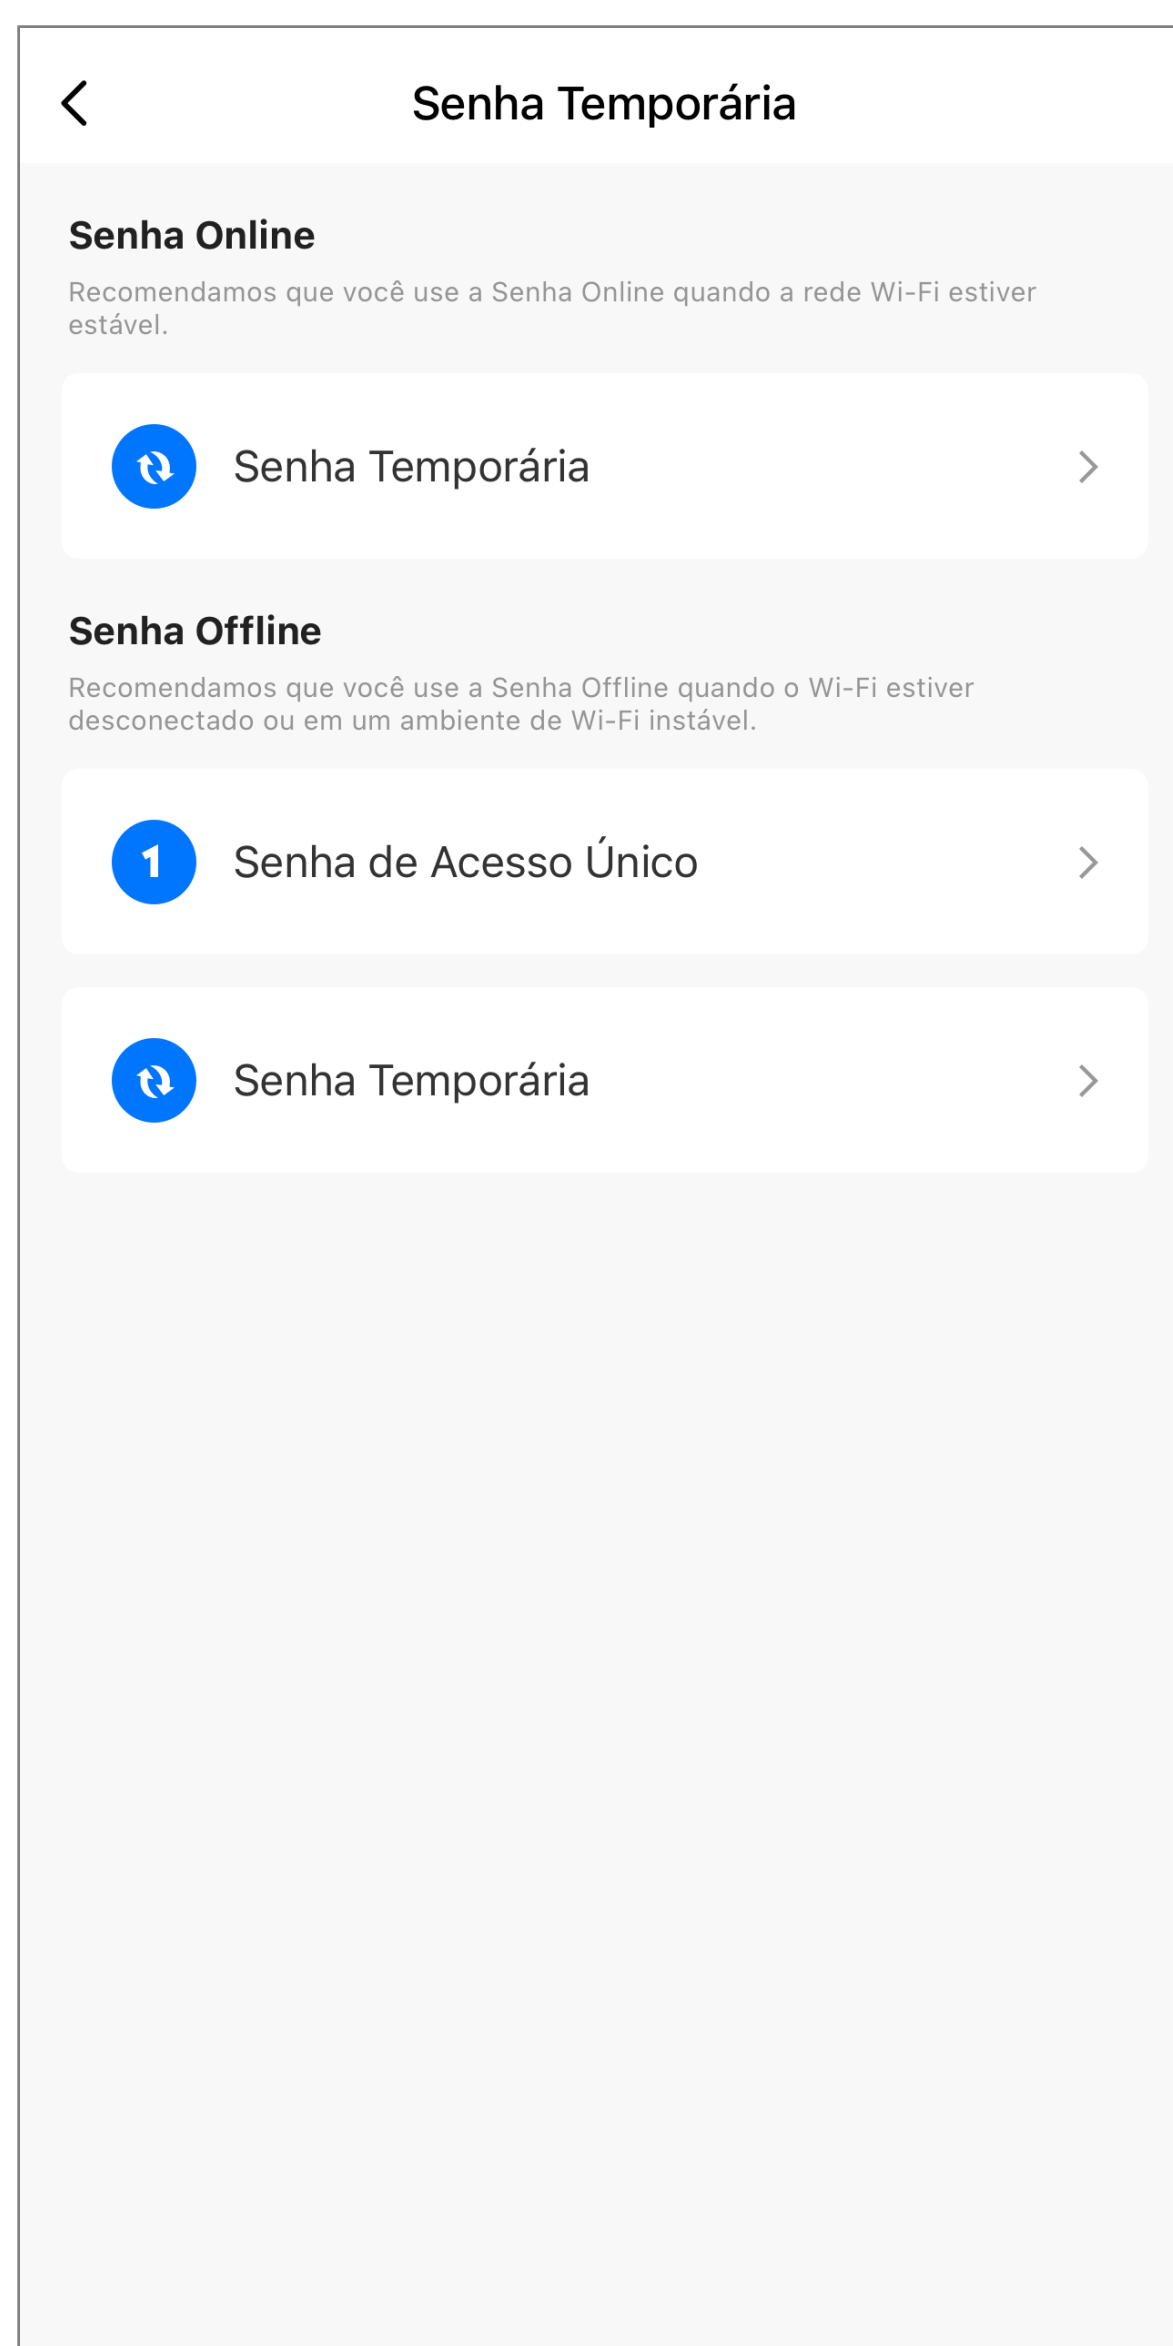 Senha Temporária
Senha Online
Recomendamos que você use a Senha Online quando a rede Wi-Fi estiver
estável.
Senha Temporária
Senha Offline
Recomendamos que você use a Senha Offline quando o Wi-Fi estiver
desconectado ou em um ambiente de Wi-Fi instável.
1 Senha de Acesso Único
Senha Temporária